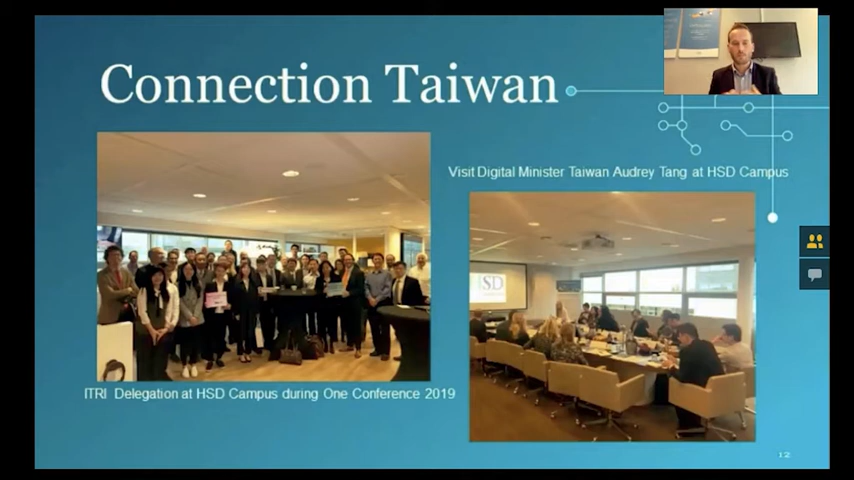 Connection Taiwan
Visit Digital Minister Taiwan Audrey Tang at HSD Campus
HSD
ITRI Delegation at HSD Campus during One Conference 2019
12